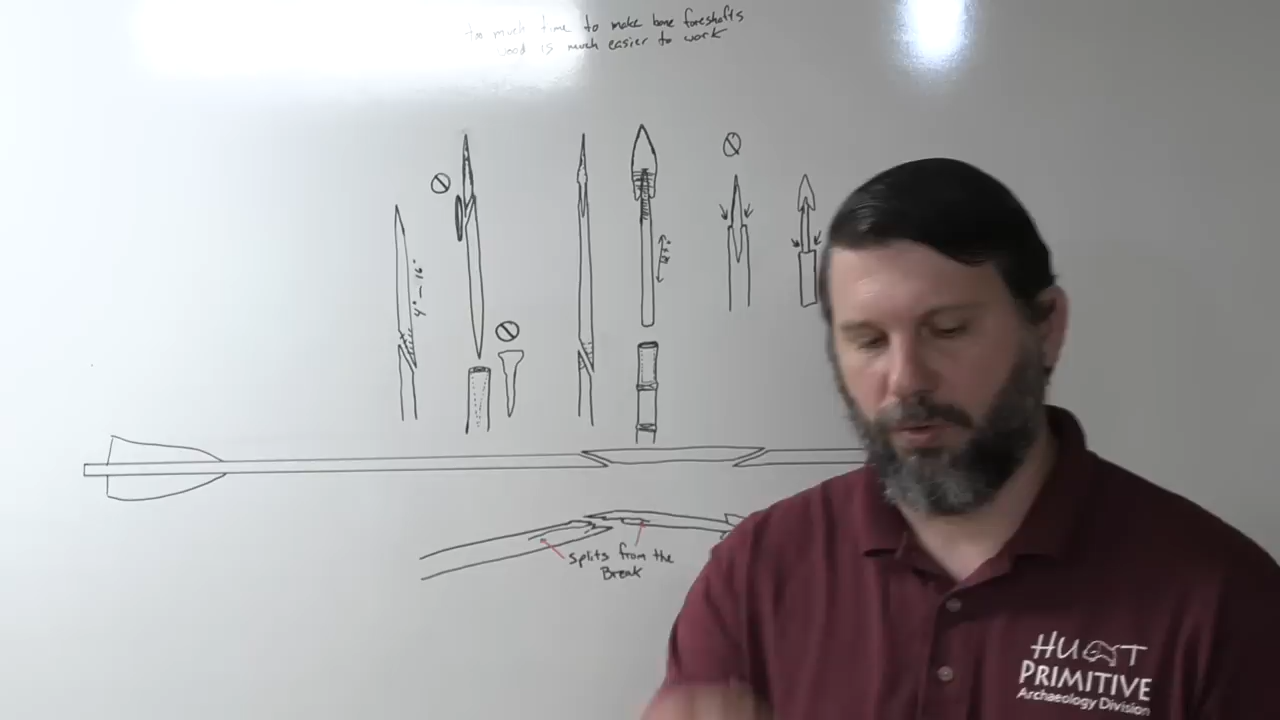 too much time to make bone foreshafts
wood is much easier to work
4" - 16"
splits from the
Break
HUNT
PRIMITIVE
Archaeology Division